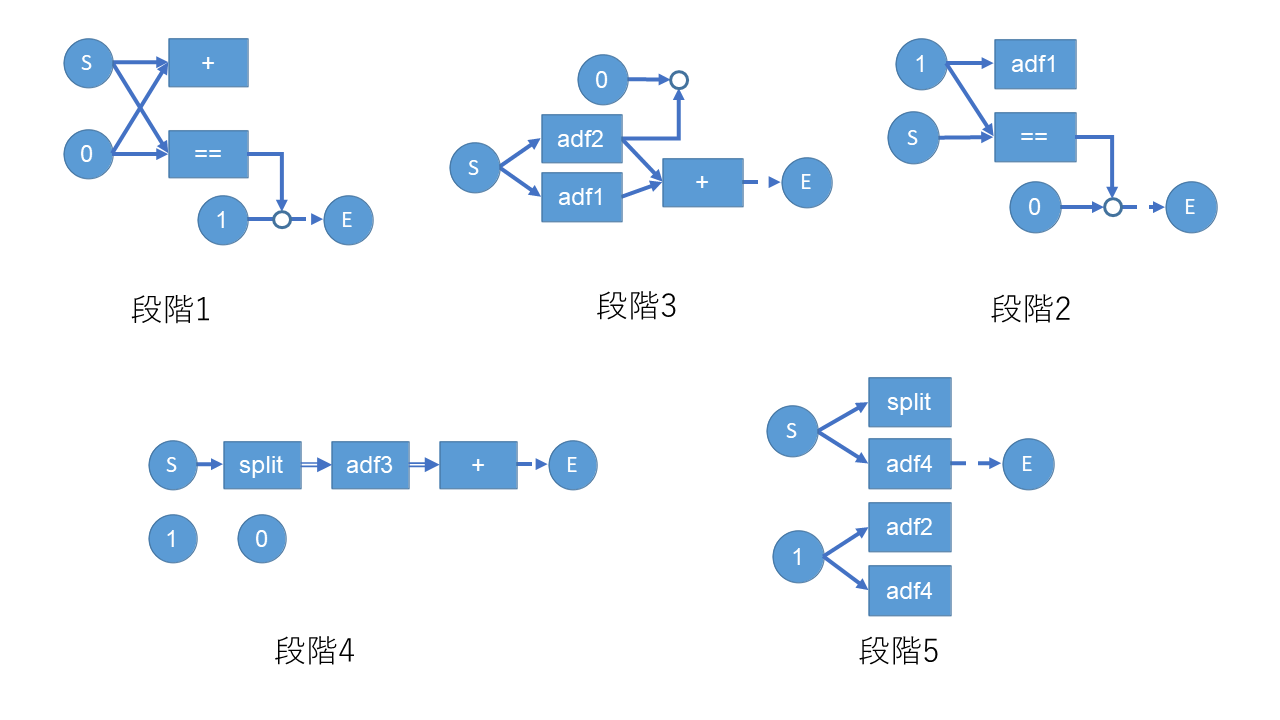 S
+
0
==
1
E
段階1
0
adf2
S
adf1
+
E
段階3
1
adf1
S
==
0
E
段階2
S
split
adf3
+
E
1
0
段階4
split
S
adf4
E
adf2
1
adf4
段階5